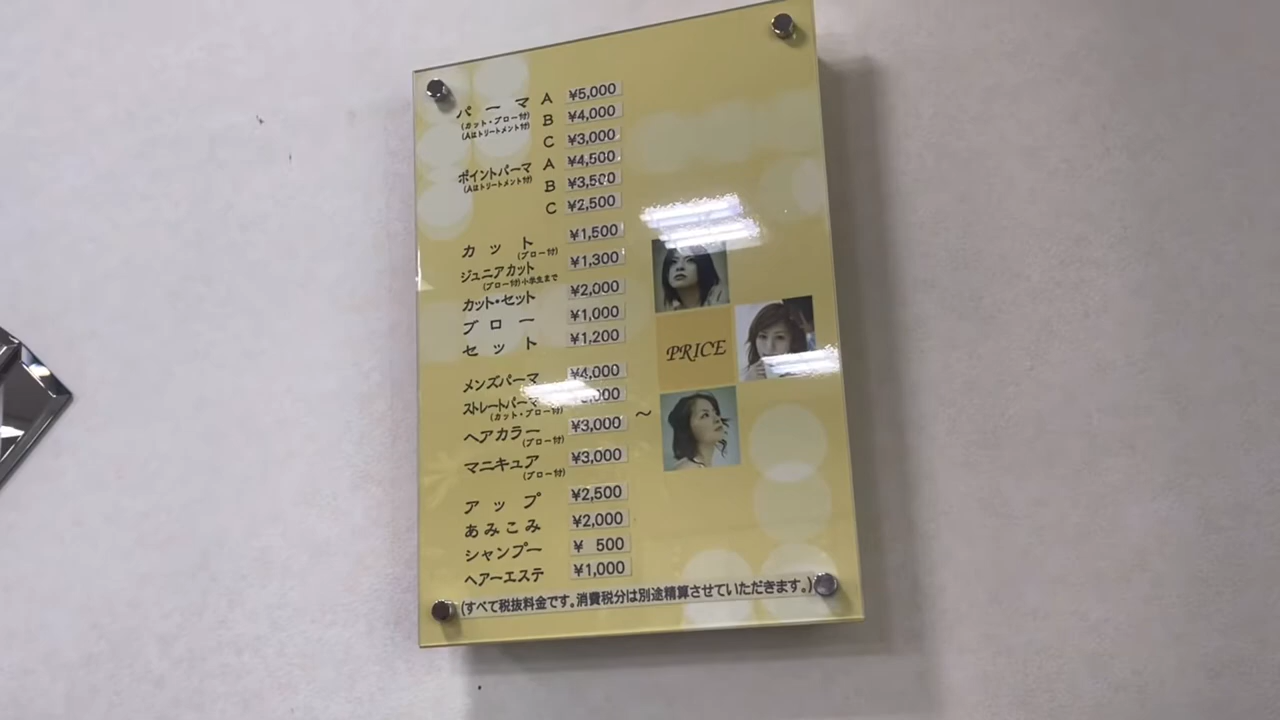 パーマ A ¥5,000
(カット・ブロー付) B ¥4,000
(Aはトリートメント付)
C ¥3,000
ポイントパーマ A ¥4,500
(Aはトリートメント付) B ¥3,500
C ¥2,500
カット ¥1,500
(ブロー付)
ジュニアカット ¥1,300
(ブロー付)小学生まで
カット・セット ¥2,000
ブロー ¥1,000
セット ¥1,200
メンズパーマ ¥4,000
ストレートパーマ
(カット・ブロー付)
ヘアカラー ¥3,000 ～
(ブロー付)
マニキュア ¥3,000
(ブロー付)
アップ ¥2,500
あみこみ ¥2,000
シャンプー ¥ 500
ヘアーエステ ¥1,000
PRICE
(すべて税抜料金です。消費税分は別途精算させていただきます。)